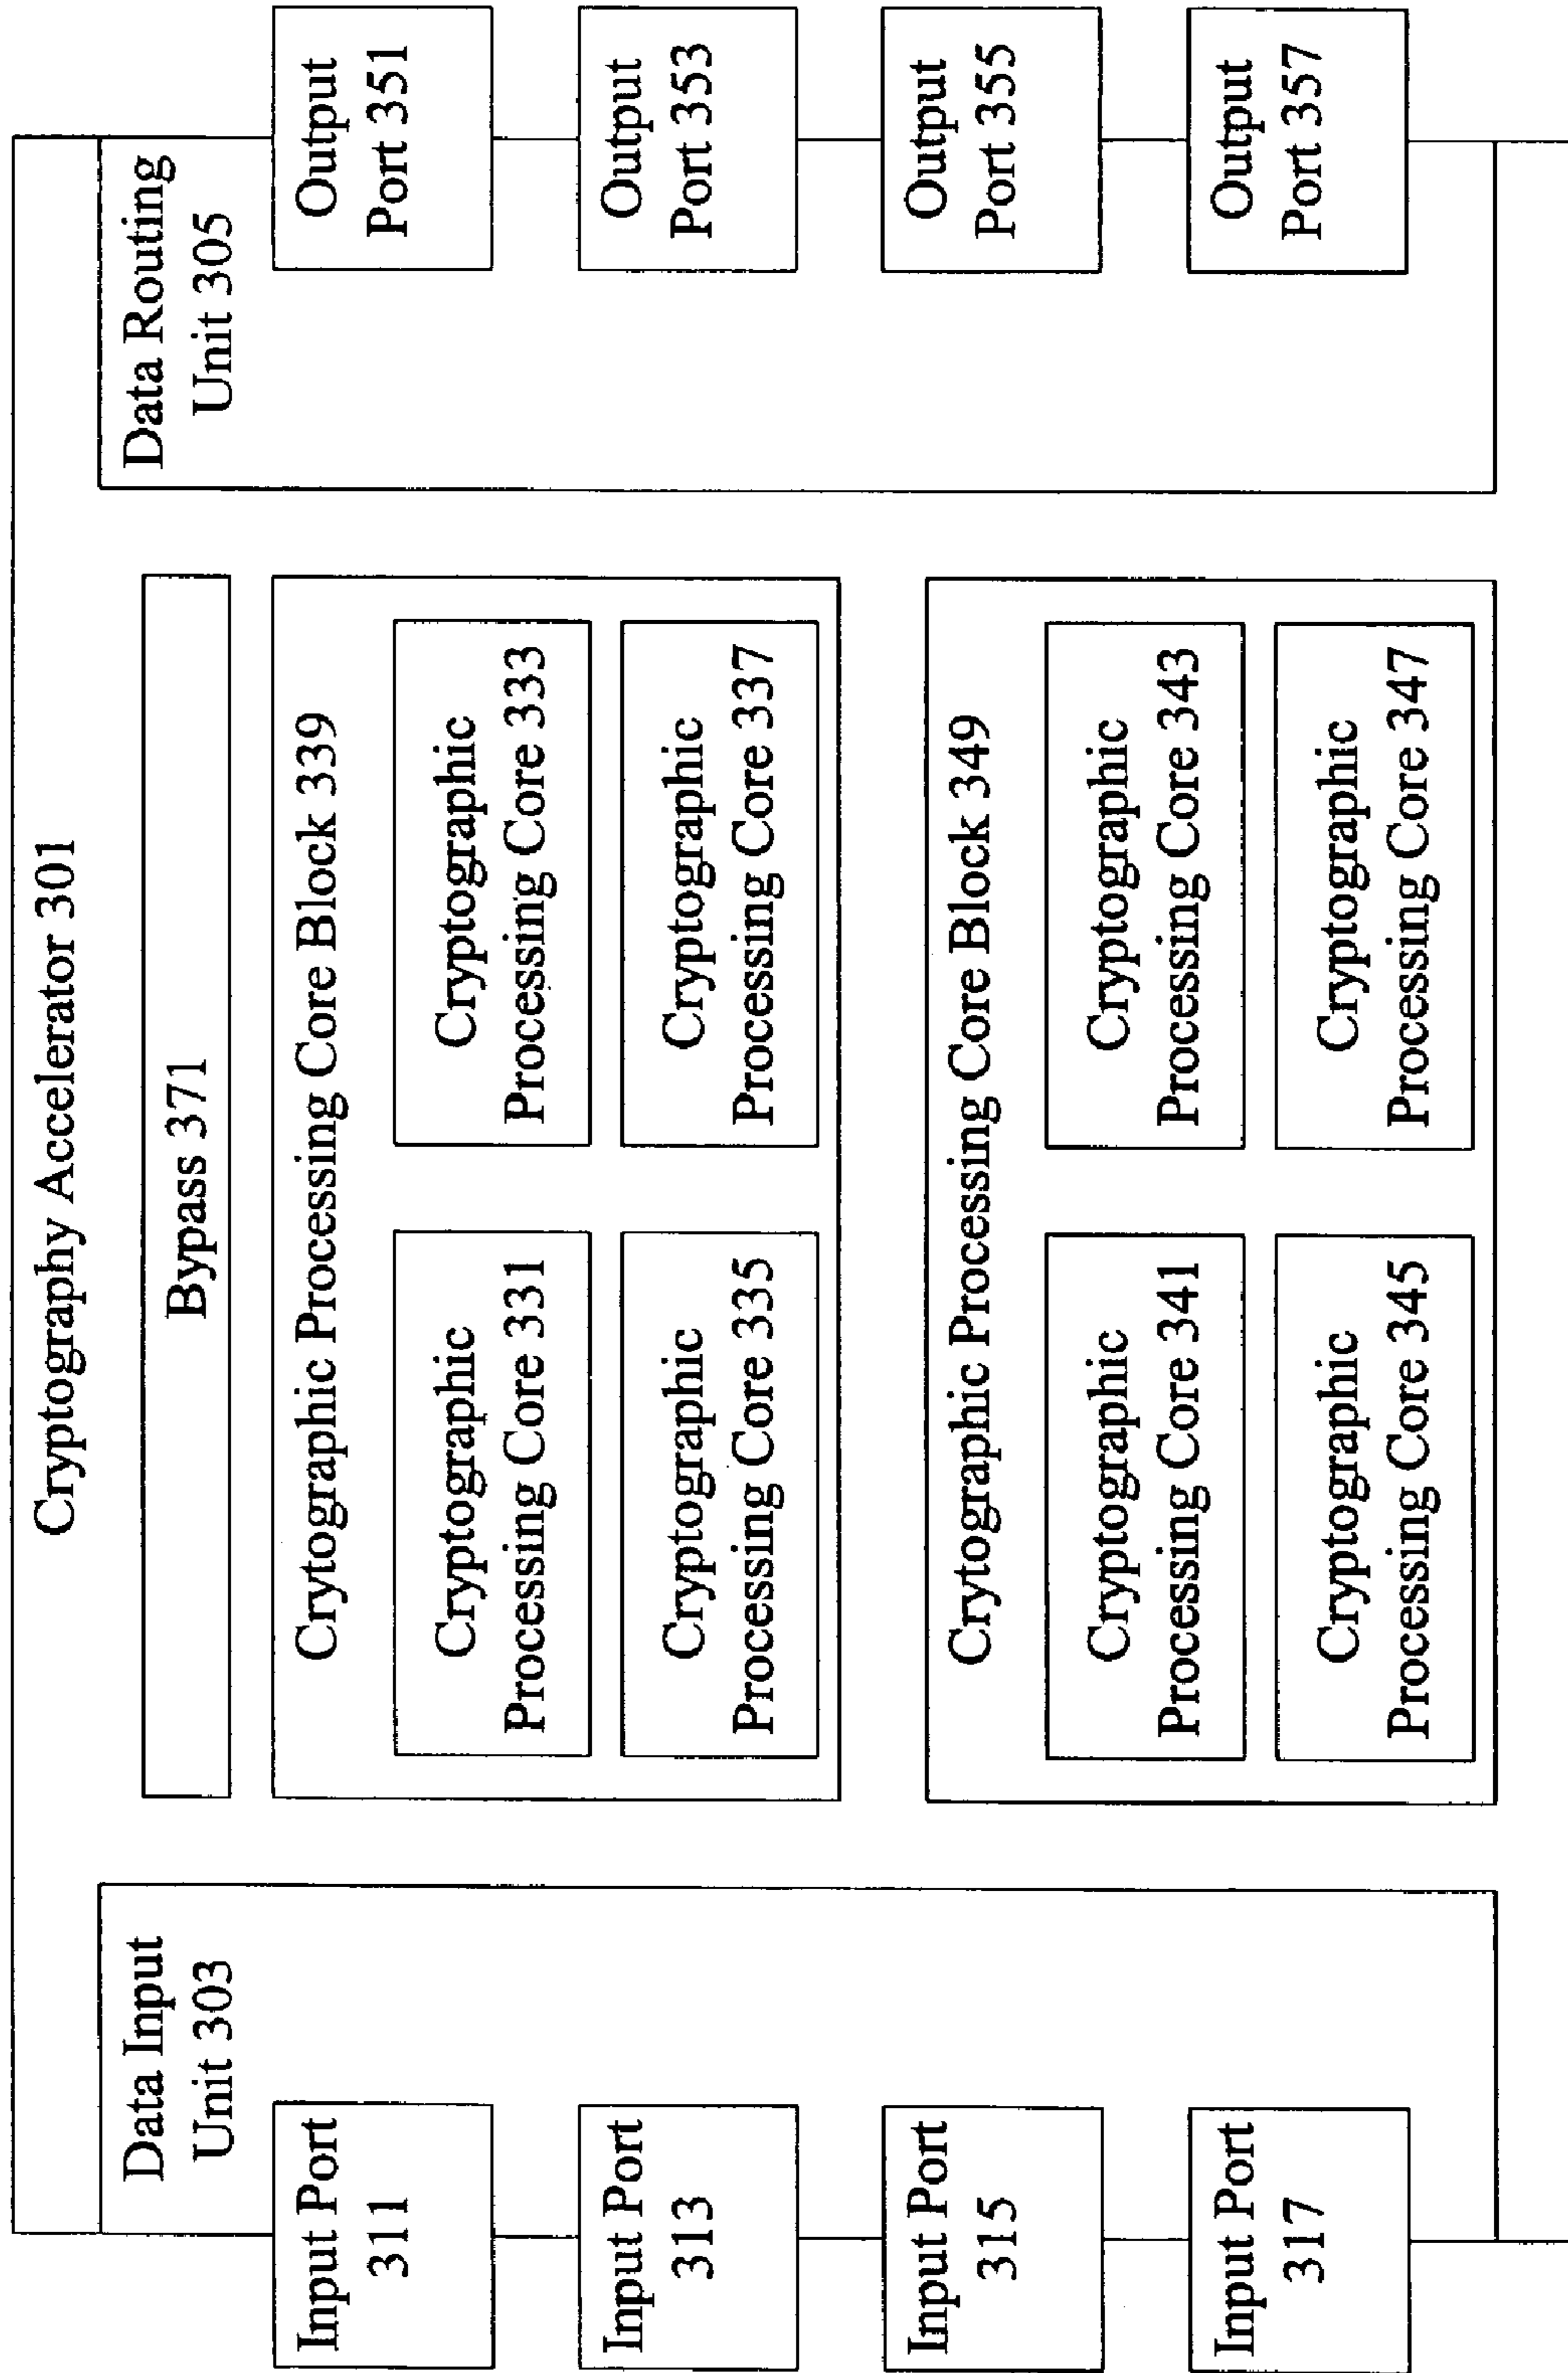 Cryptography Accelerator 301
Data Input
Unit 303
Input Port
311
Input Port
313
Input Port
315
Input Port
317
Bypass 371
Crytographic Processing Core Block 339
Cryptographic
Processing Core 331
Cryptographic
Processing Core 333
Cryptographic
Processing Core 335
Cryptographic
Processing Core 337
Crytographic Processing Core Block 349
Cryptographic
Processing Core 341
Cryptographic
Processing Core 343
Cryptographic
Processing Core 345
Cryptographic
Processing Core 347
Data Routing
Unit 305
Output
Port 351
Output
Port 353
Output
Port 355
Output
Port 357